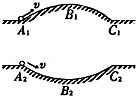 v
A₁ B₁ C₁
A₂ v C₂
B₂